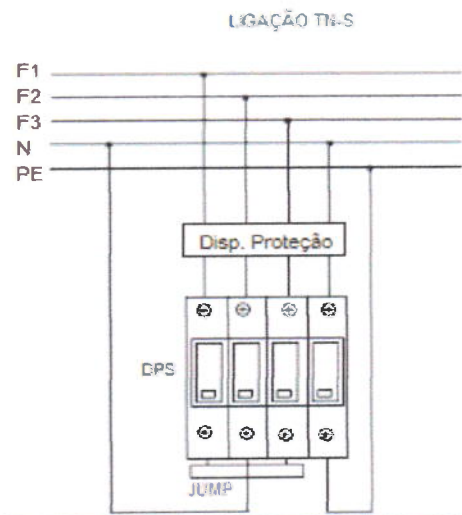 LIGAÇÃO TN-S
F1
F2
F3
N
PE
Disp. Proteção
DPS
JUMP